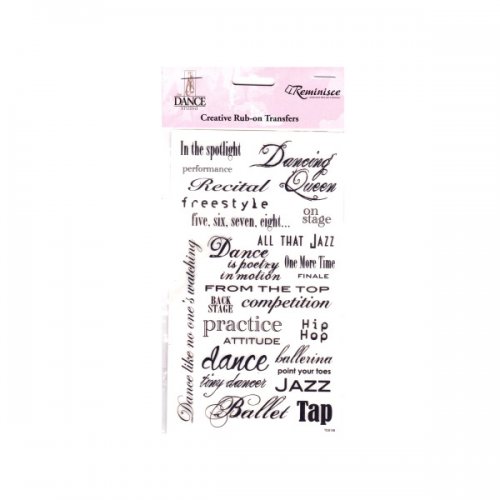 DANCE
Reminisce
Creative Rub-on Transfers
In the spotlight
Dancing
Queen
performance
Recital
freestyle
on
stage
five, six, seven, eight...
ALL THAT JAZZ
Dance
is poetry
in motion
One More Time
FINALE
FROM THE TOP
BACK
STAGE
competition
practice
Hip
Hop
ATTITUDE
dance
ballerina
point your toes
tiny dancer
JAZZ
Ballet
Tap
Dance like no one's watching